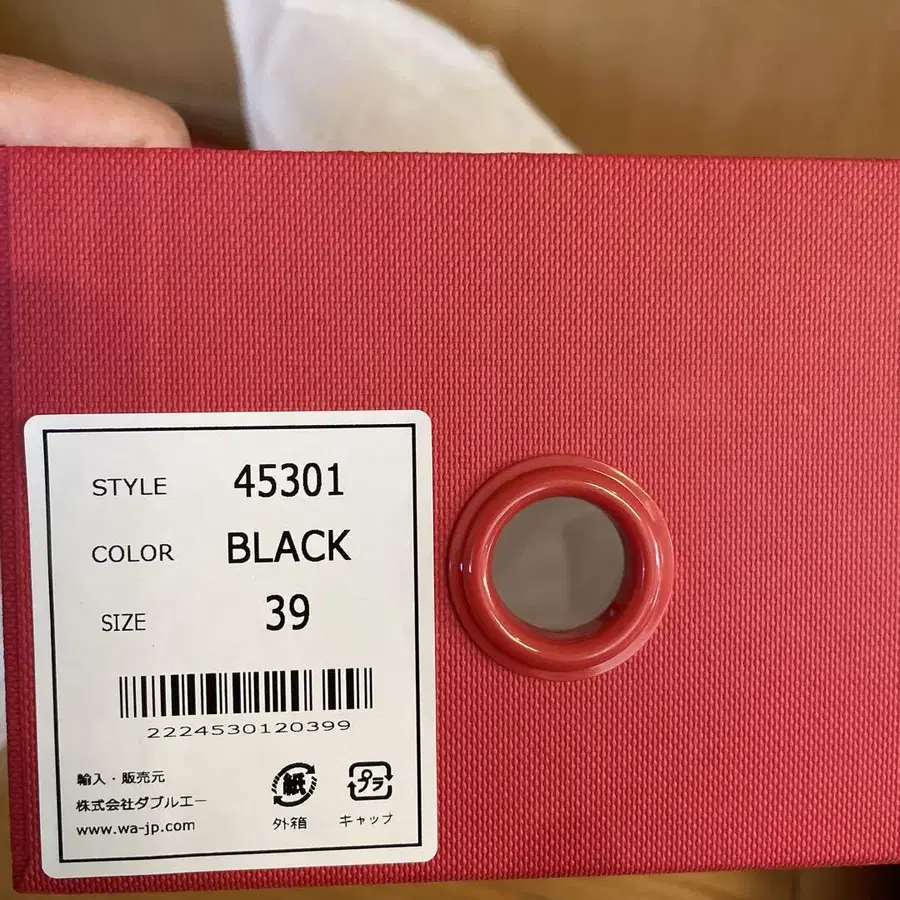 STYLE 45301
COLOR BLACK
SIZE 39
2224530120399
輸入・販売元
株式会社ダブルエー
www.wa-jp.com
紙
外箱
プラ
キャップ